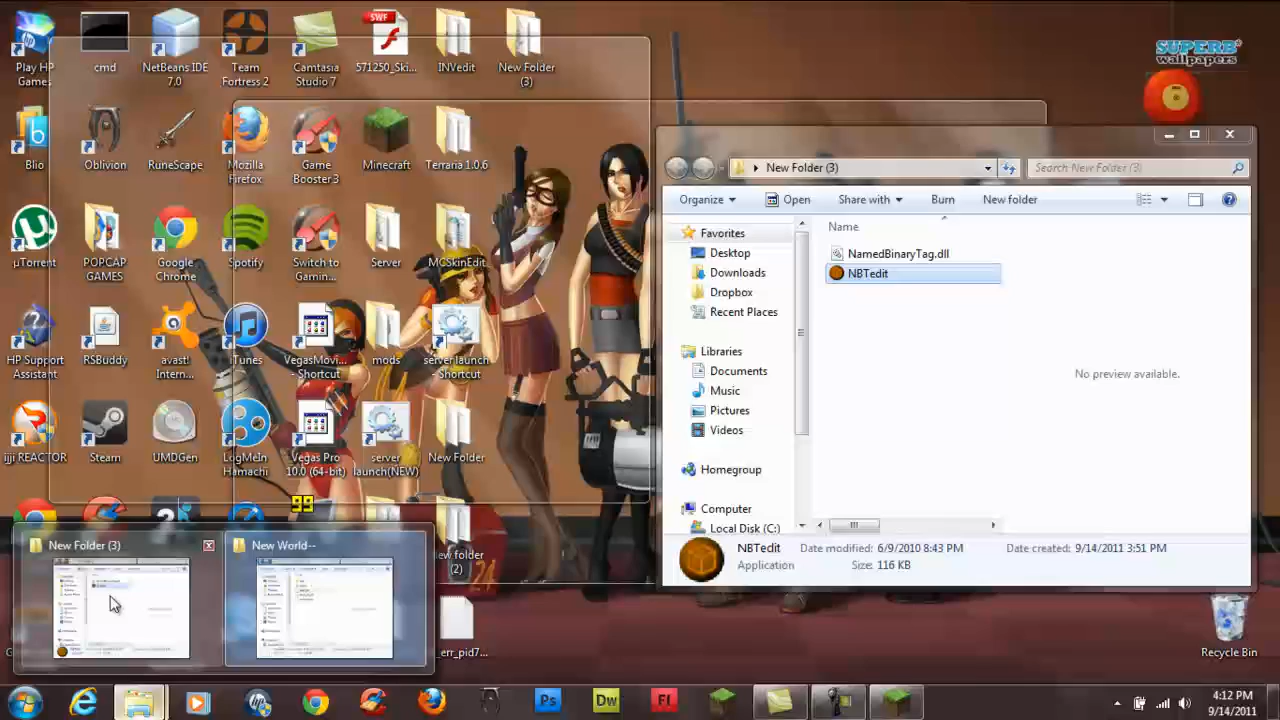 SUPERB
wallpapers
SWF
Play HP
Games
cmd
NetBeans IDE
7.0
Team
Fortress 2
Camtasia
Studio 7
571250_Ski...
INVedit
New Folder
(3)
Blio
Oblivion
RuneScape
Mozilla
Firefox
Game
Booster 3
Minecraft
Terraria 1.0.6
µTorrent
POPCAP
GAMES
Google
Chrome
Spotify
Switch to
Gamin...
Server
MCSkinEdit
HP Support
Assistant
RSBuddy
avast!
Intern...
iTunes
VegasMovi...
- Shortcut
mods
server launch
- Shortcut
ijji REACTOR
Steam
UMDGen
LogMeIn
Hamachi
Vegas Pro
10.0 (64-bit)
server
launch(NEW)
New Folder
99
New folder
(2)
_err_pid7...
Recycle Bin
New Folder (3)
Search New Folder (3)
Organize
Open
Share with
Burn
New folder
Favorites
Desktop
Downloads
Dropbox
Recent Places
Libraries
Documents
Music
Pictures
Videos
Homegroup
Computer
Local Disk (C:)
Name
NamedBinaryTag.dll
NBTedit
No preview available.
NBTedit Date modified: 6/9/2010 8:43 PM Date created: 9/14/2011 3:51 PM
Application Size: 116 KB
New Folder (3)
New World--
Ps
Dw
Fl
4:12 PM
9/14/2011